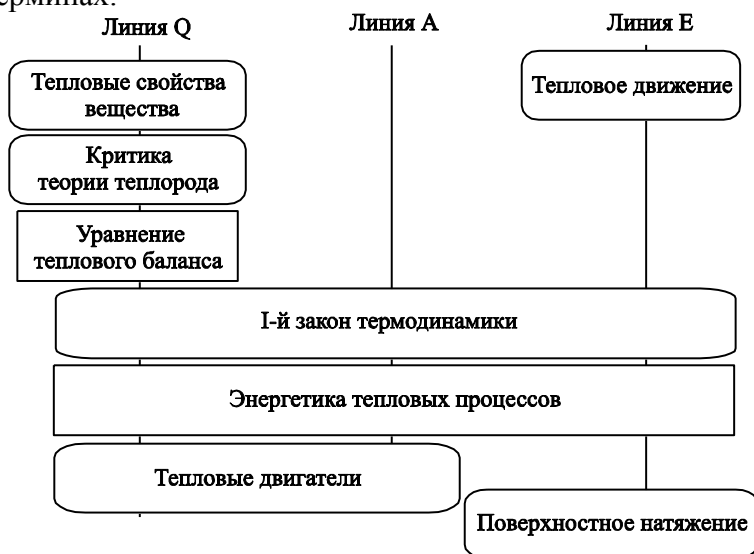 Линия Q
Линия A
Линия E
Тепловые свойства
вещества
Тепловое движение
Критика
теории теплорода
Уравнение
теплового баланса
I-й закон термодинамики
Энергетика тепловых процессов
Тепловые двигатели
Поверхностное натяжение